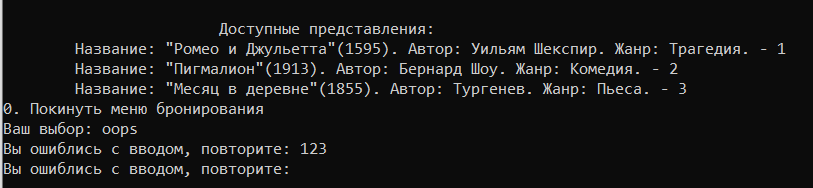 Доступные представления:
Название: "Ромео и Джульетта"(1595). Автор: Уильям Шекспир. Жанр: Трагедия. - 1
Название: "Пигмалион"(1913). Автор: Бернард Шоу. Жанр: Комедия. - 2
Название: "Месяц в деревне"(1855). Автор: Тургенев. Жанр: Пьеса. - 3
0. Покинуть меню бронирования
Ваш выбор: oops
Вы ошиблись с вводом, повторите: 123
Вы ошиблись с вводом, повторите: